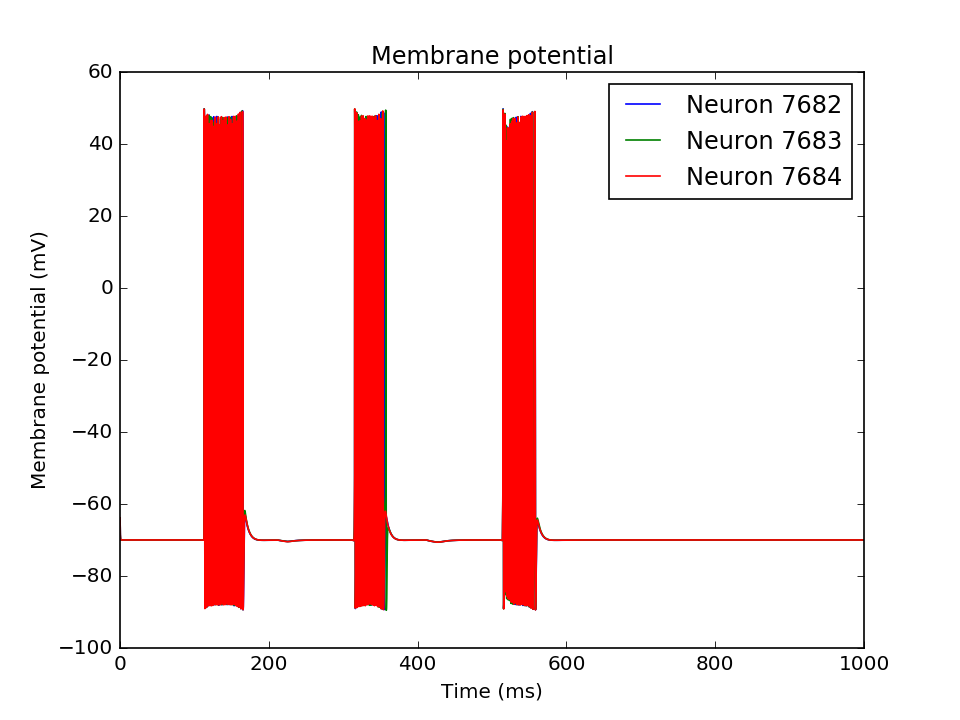 Membrane potential
60
40
20
0
−20
−40
−60
−80
−100
Membrane potential (mV)
Neuron 7682
Neuron 7683
Neuron 7684
0 200 400 600 800 1000
Time (ms)